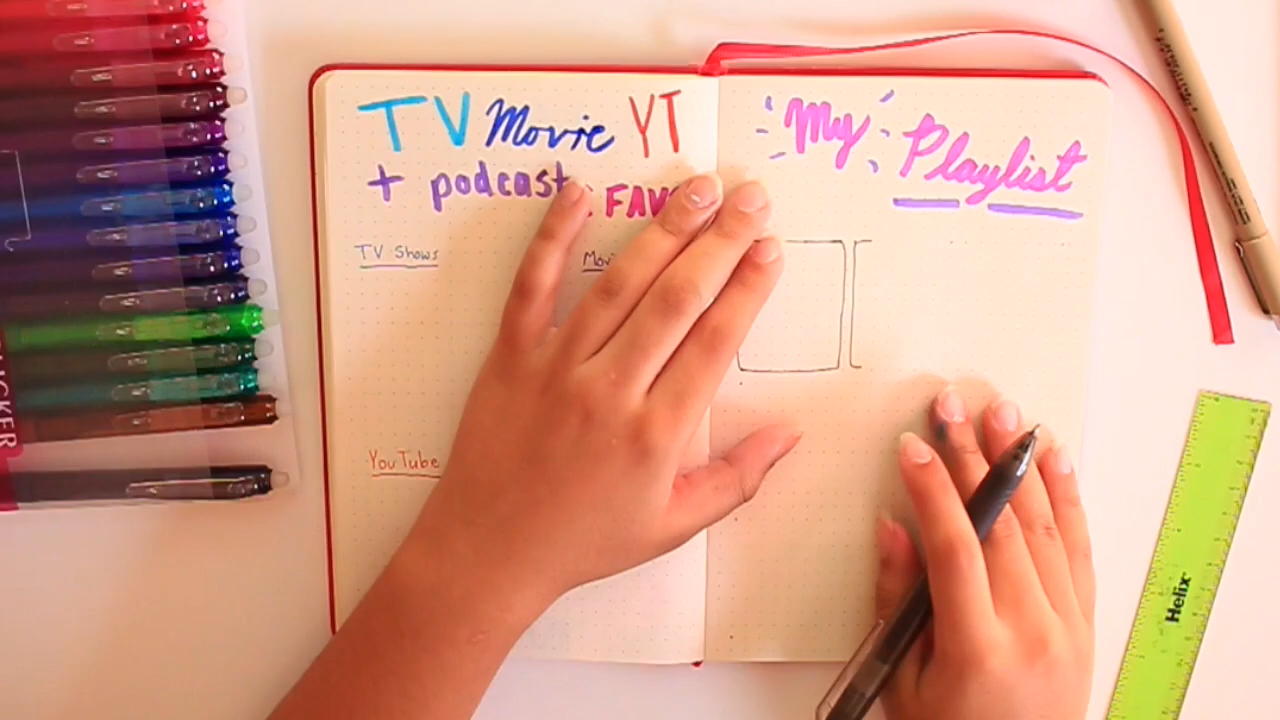 TV Movie YT
+ podcast: FAV
TV Shows
YouTube
My Playlist
Helix